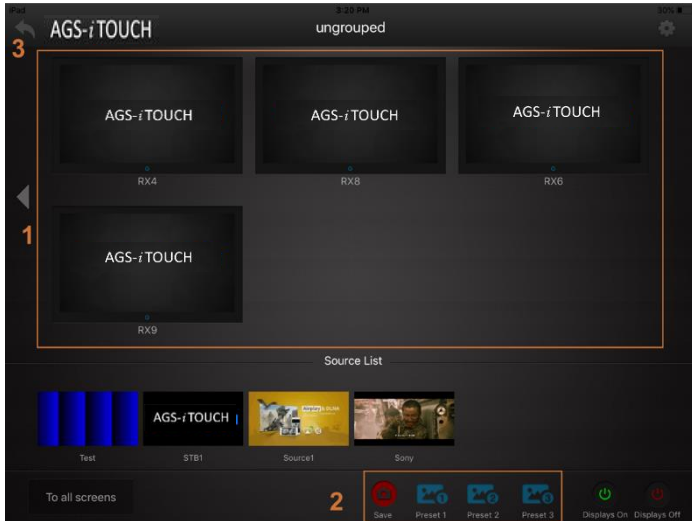 iPad 3:20 PM 30%
AGS-iTOUCH ungrouped
3
AGS-iTOUCH AGS-iTOUCH AGS-iTOUCH
RX4 RX8 RX6
1
AGS-iTOUCH
RX9
Source List
AGS-iTOUCH
Test STB1 Source1 Sony
To all screens 2 Save Preset 1 Preset 2 Preset 3 Displays On Displays Off